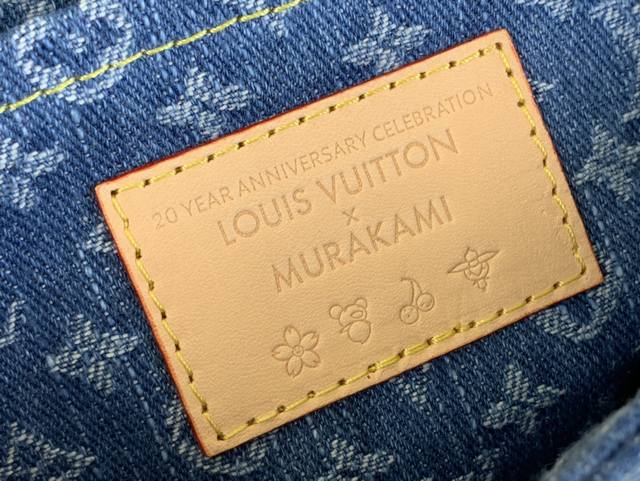 20 YEAR ANNIVERSARY CELEBRATION
LOUIS VUITTON
×
MURAKAMI